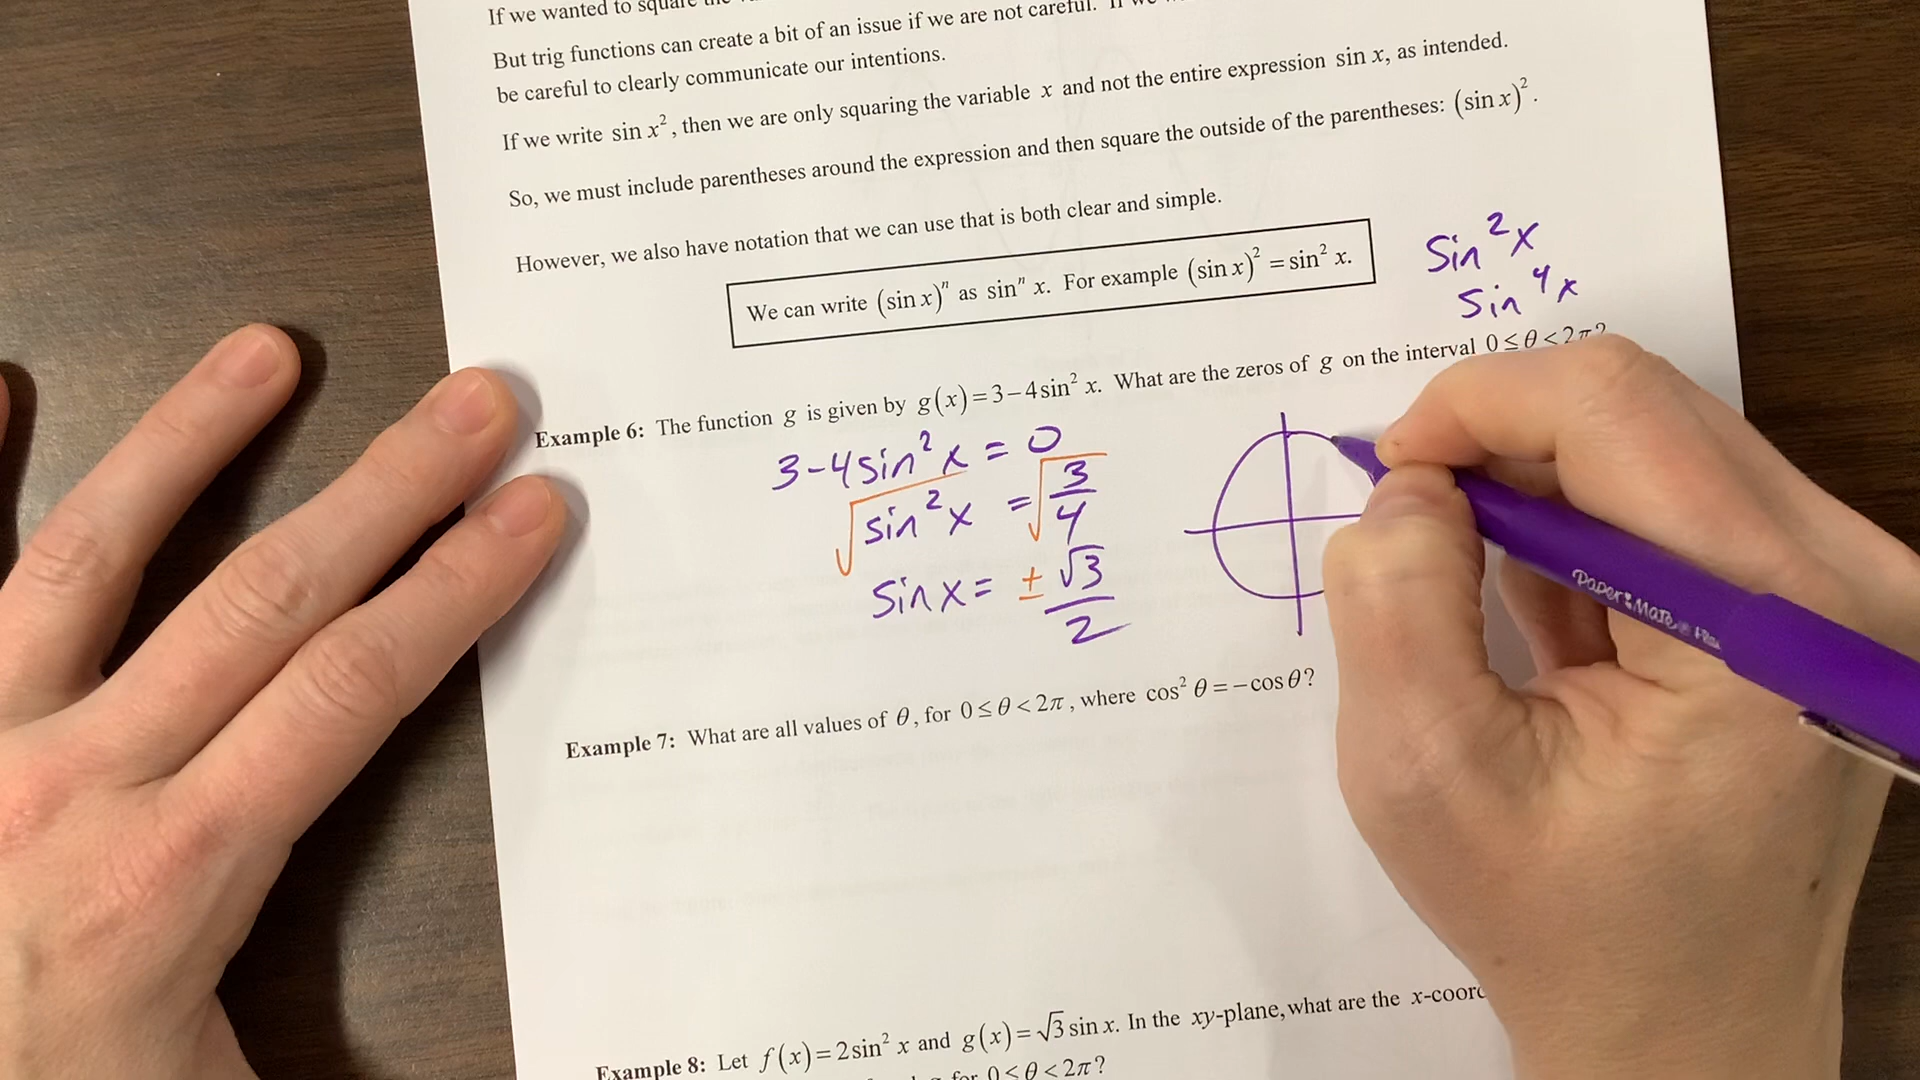 If we wanted to square the
But trig functions can create a bit of an issue if we are not careful.
be careful to clearly communicate our intentions.
If we write sin x², then we are only squaring the variable x and not the entire expression sin x, as intended.
So, we must include parentheses around the expression and then square the outside of the parentheses: (sin x)².
However, we also have notation that we can use that is both clear and simple.
We can write (sin x)ⁿ as sinⁿ x. For example (sin x)² = sin² x.
Sin²x
Sin⁴x
Example 6: The function g is given by g(x) = 3 − 4 sin² x. What are the zeros of g on the interval 0 ≤ θ < 2π?
3 − 4sin²x = 0
√sin²x = √3/4
sin x = ± √3/2
Example 7: What are all values of θ, for 0 ≤ θ < 2π, where cos² θ = −cos θ?
Example 8: Let f(x) = 2 sin² x and g(x) = √3 sin x. In the xy-plane, what are the x-coor
for 0 ≤ θ < 2π?
Paper:Mate